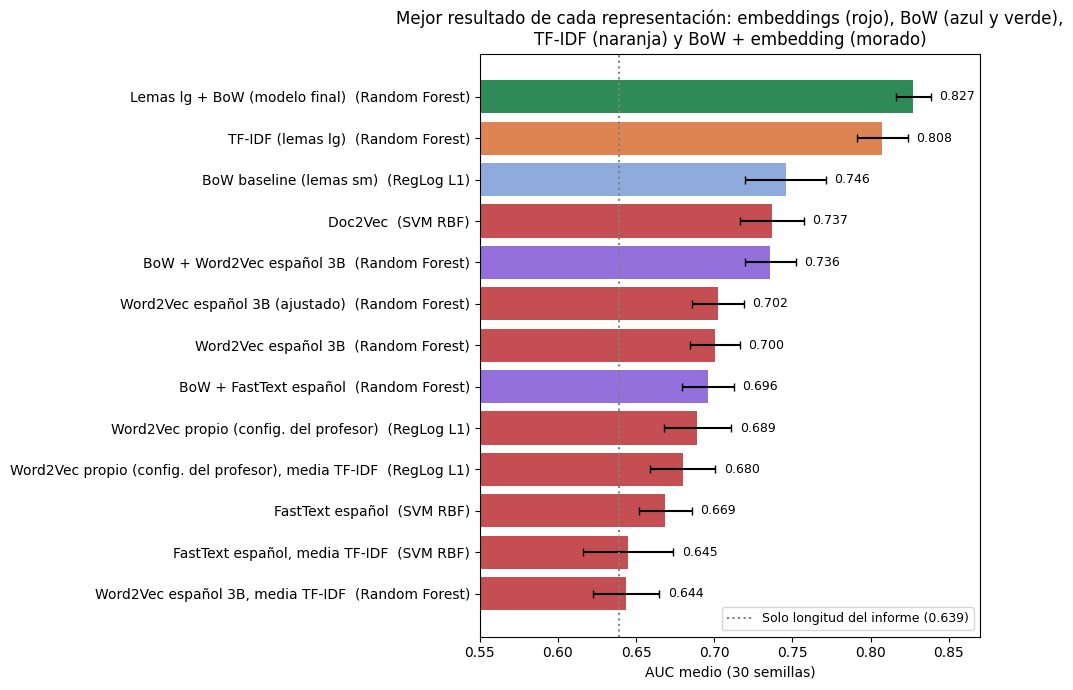 Mejor resultado de cada representación: embeddings (rojo), BoW (azul y verde),
TF-IDF (naranja) y BoW + embedding (morado)
Lemas lg + BoW (modelo final)  (Random Forest) 0.827
TF-IDF (lemas lg)  (Random Forest) 0.808
BoW baseline (lemas sm)  (RegLog L1) 0.746
Doc2Vec  (SVM RBF) 0.737
BoW + Word2Vec español 3B  (Random Forest) 0.736
Word2Vec español 3B (ajustado)  (Random Forest) 0.702
Word2Vec español 3B  (Random Forest) 0.700
BoW + FastText español  (Random Forest) 0.696
Word2Vec propio (config. del profesor)  (RegLog L1) 0.689
Word2Vec propio (config. del profesor), media TF-IDF  (RegLog L1) 0.680
FastText español  (SVM RBF) 0.669
FastText español, media TF-IDF  (SVM RBF) 0.645
Word2Vec español 3B, media TF-IDF  (Random Forest) 0.644
Solo longitud del informe (0.639)
0.55 0.60 0.65 0.70 0.75 0.80 0.85
AUC medio (30 semillas)